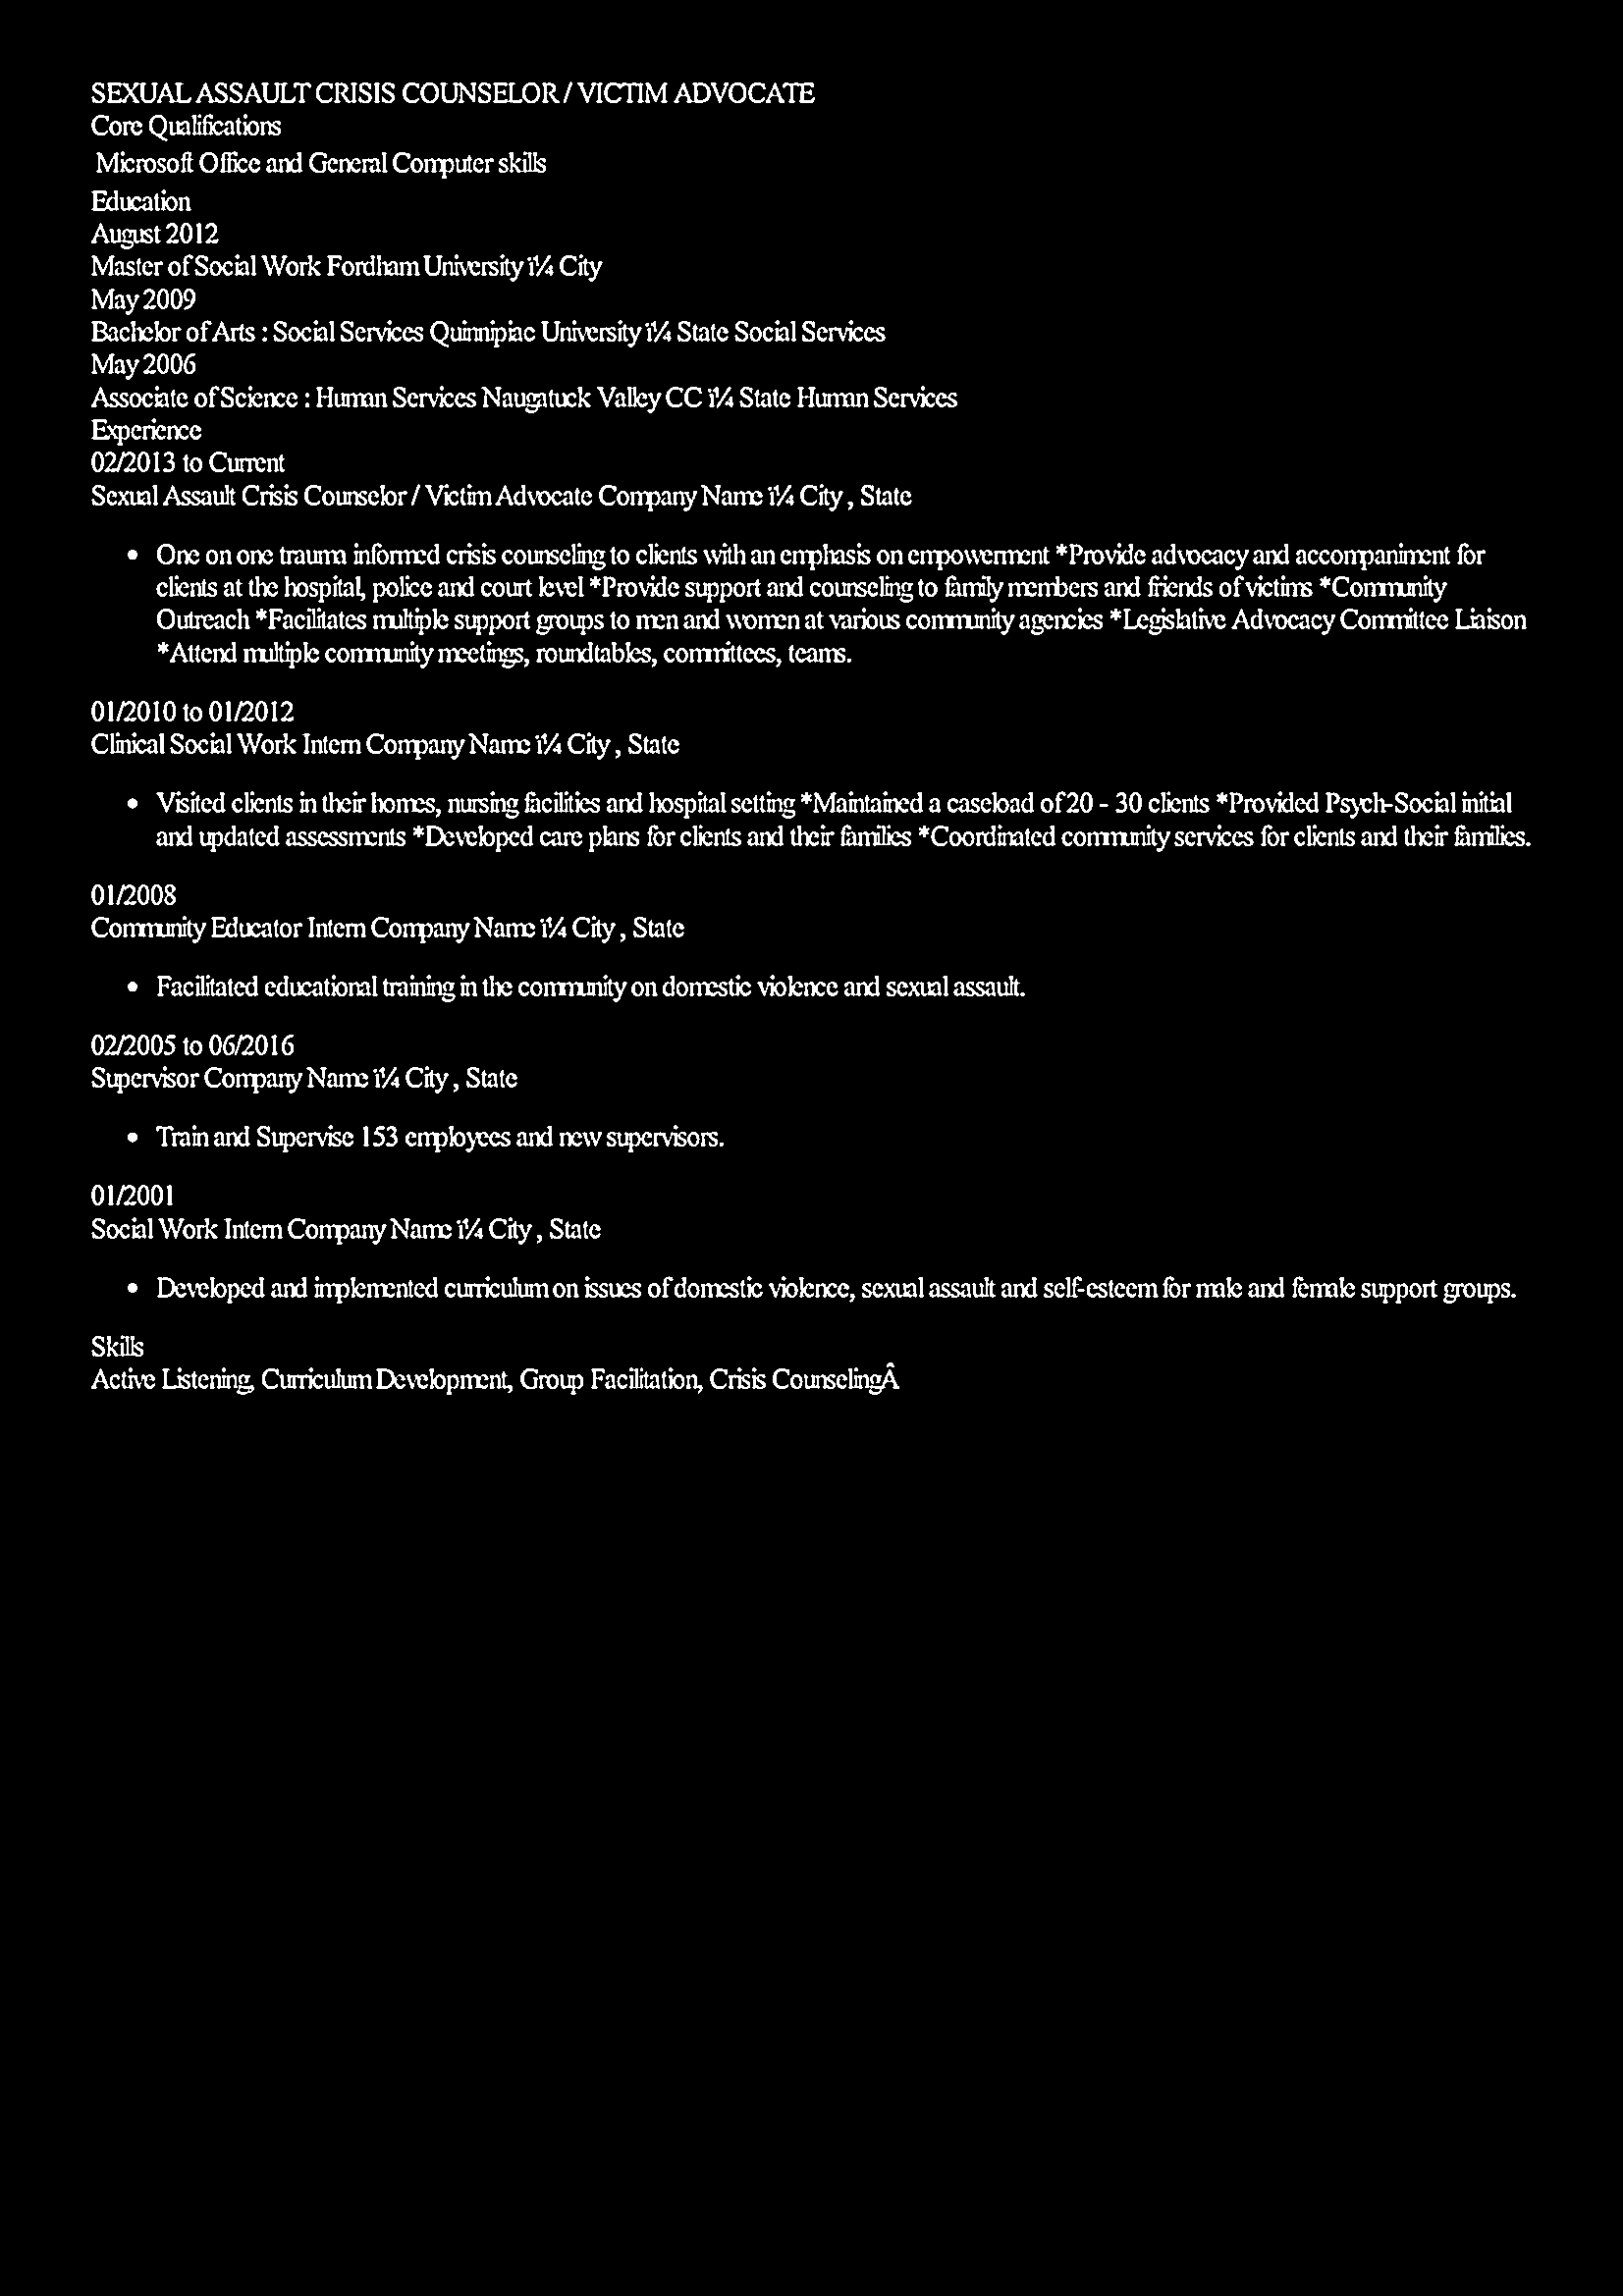 SEXUAL ASSAULT CRISIS COUNSELOR / VICTIM ADVOCATE
Core Qualifications
Microsoft Office and General Computer skills
Education
August 2012
Master of Social Work Fordham University ï¼ City
May 2009
Bachelor of Arts : Social Services Quinnipiac University ï¼ State Social Services
May 2006
Associate of Science : Human Services Naugatuck Valley CC ï¼ State Human Services
Experience
02/2013 to Current
Sexual Assault Crisis Counselor / Victim Advocate Company Name ï¼ City , State
• One on one trauma informed crisis counseling to clients with an emphasis on empowerment *Provide advocacy and accompaniment for
clients at the hospital, police and court level *Provide support and counseling to family members and friends of victims *Community
Outreach *Facilitates multiple support groups to men and women at various community agencies *Legislative Advocacy Committee Liaison
*Attend multiple community meetings, roundtables, committees, teams.
01/2010 to 01/2012
Clinical Social Work Intern Company Name ï¼ City , State
• Visited clients in their homes, nursing facilities and hospital setting *Maintained a caseload of 20 - 30 clients *Provided Psych-Social initial
and updated assessments *Developed care plans for clients and their families *Coordinated community services for clients and their families.
01/2008
Community Educator Intern Company Name ï¼ City , State
• Facilitated educational training in the community on domestic violence and sexual assault.
02/2005 to 06/2016
Supervisor Company Name ï¼ City , State
• Train and Supervise 153 employees and new supervisors.
01/2001
Social Work Intern Company Name ï¼ City , State
• Developed and implemented curriculum on issues of domestic violence, sexual assault and self-esteem for male and female support groups.
Skills
Active Listening, Curriculum Development, Group Facilitation, Crisis CounselingÂ